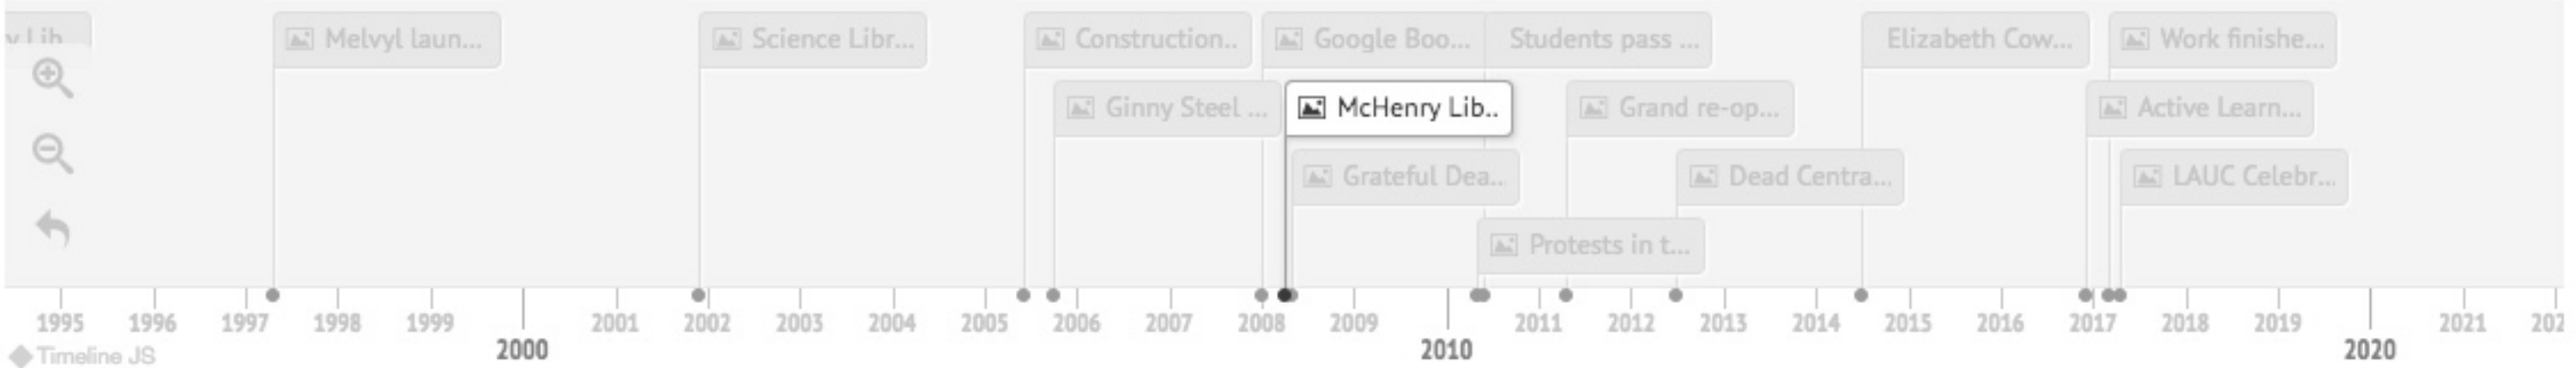 y Lib
Melvyl laun...
Science Libr...
Construction..
Google Boo...
Students pass ...
Elizabeth Cow...
Work finishe...
Ginny Steel ...
McHenry Lib..
Grand re-op...
Active Learn...
Grateful Dea..
Dead Centra...
LAUC Celebr...
Protests in t...
1995 1996 1997 1998 1999 2001 2002 2003 2004 2005 2006 2007 2008 2009 2011 2012 2013 2014 2015 2016 2017 2018 2019 2021 202
2000 2010 2020
Timeline JS